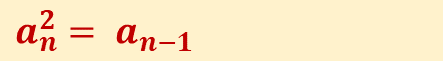 $a_n^2 = a_{n-1}$